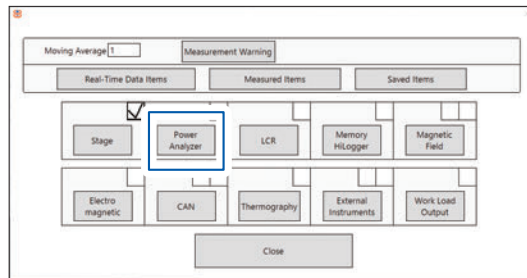 Moving Average 1
Measurement Warning
Real-Time Data Items
Measured Items
Saved Items
Stage
Power
Analyzer
LCR
Memory
HiLogger
Magnetic
Field
Electro
magnetic
CAN
Thermography
External
Instruments
Work Load
Output
Close